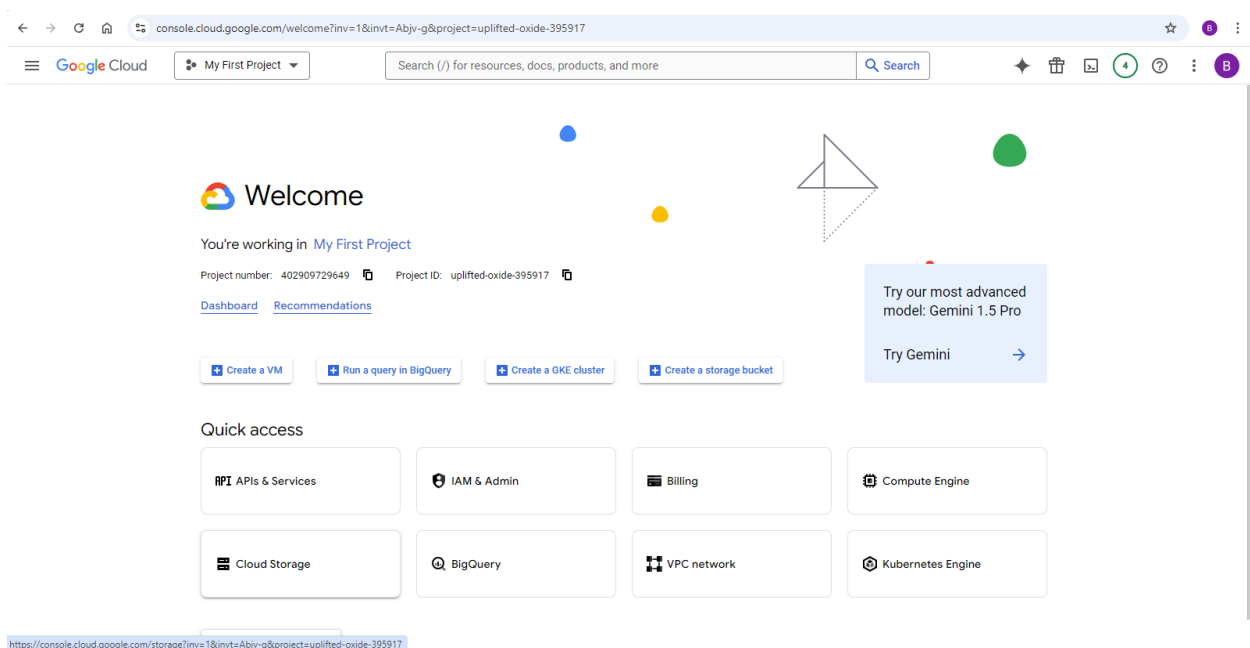 console.cloud.google.com/welcome?inv=1&invt=Abjv-g&project=uplifted-oxide-395917
B
Google Cloud
My First Project
Search (/) for resources, docs, products, and more
Search
4
B
Welcome
You're working in My First Project
Project number: 402909729649 Project ID: uplifted-oxide-395917
Dashboard Recommendations
Try our most advanced
model: Gemini 1.5 Pro
Try Gemini
Create a VM
Run a query in BigQuery
Create a GKE cluster
Create a storage bucket
Quick access
API APIs & Services
IAM & Admin
Billing
Compute Engine
Cloud Storage
BigQuery
VPC network
Kubernetes Engine
https://console.cloud.google.com/storage?inv=1&invt=Abjv-g&project=uplifted-oxide-395917